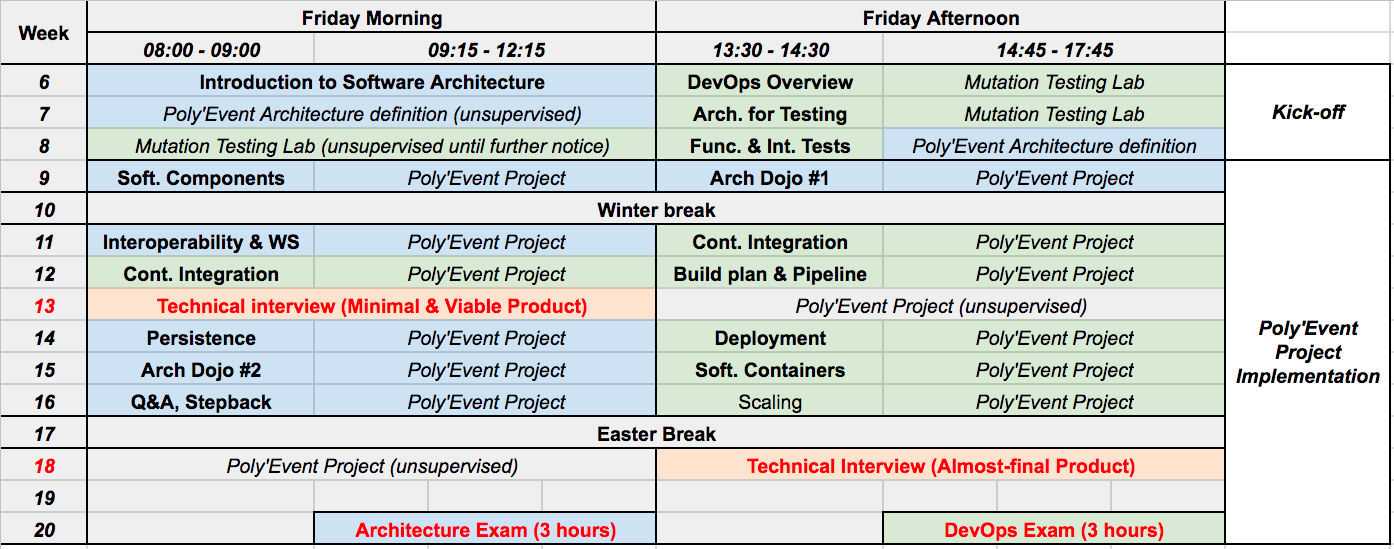 Week
Friday Morning
Friday Afternoon
08:00 - 09:00
09:15 - 12:15
13:30 - 14:30
14:45 - 17:45
6
Introduction to Software Architecture
DevOps Overview
Mutation Testing Lab
7
Poly'Event Architecture definition (unsupervised)
Arch. for Testing
Mutation Testing Lab
Kick-off
8
Mutation Testing Lab (unsupervised until further notice)
Func. & Int. Tests
Poly'Event Architecture definition
9
Soft. Components
Poly'Event Project
Arch Dojo #1
Poly'Event Project
10
Winter break
11
Interoperability & WS
Poly'Event Project
Cont. Integration
Poly'Event Project
12
Cont. Integration
Poly'Event Project
Build plan & Pipeline
Poly'Event Project
13
Technical interview (Minimal & Viable Product)
Poly'Event Project (unsupervised)
14
Persistence
Poly'Event Project
Deployment
Poly'Event Project
15
Arch Dojo #2
Poly'Event Project
Soft. Containers
Poly'Event Project
Poly'Event
Project
Implementation
16
Q&A, Stepback
Poly'Event Project
Scaling
Poly'Event Project
17
Easter Break
18
Poly'Event Project (unsupervised)
Technical Interview (Almost-final Product)
19
20
Architecture Exam (3 hours)
DevOps Exam (3 hours)